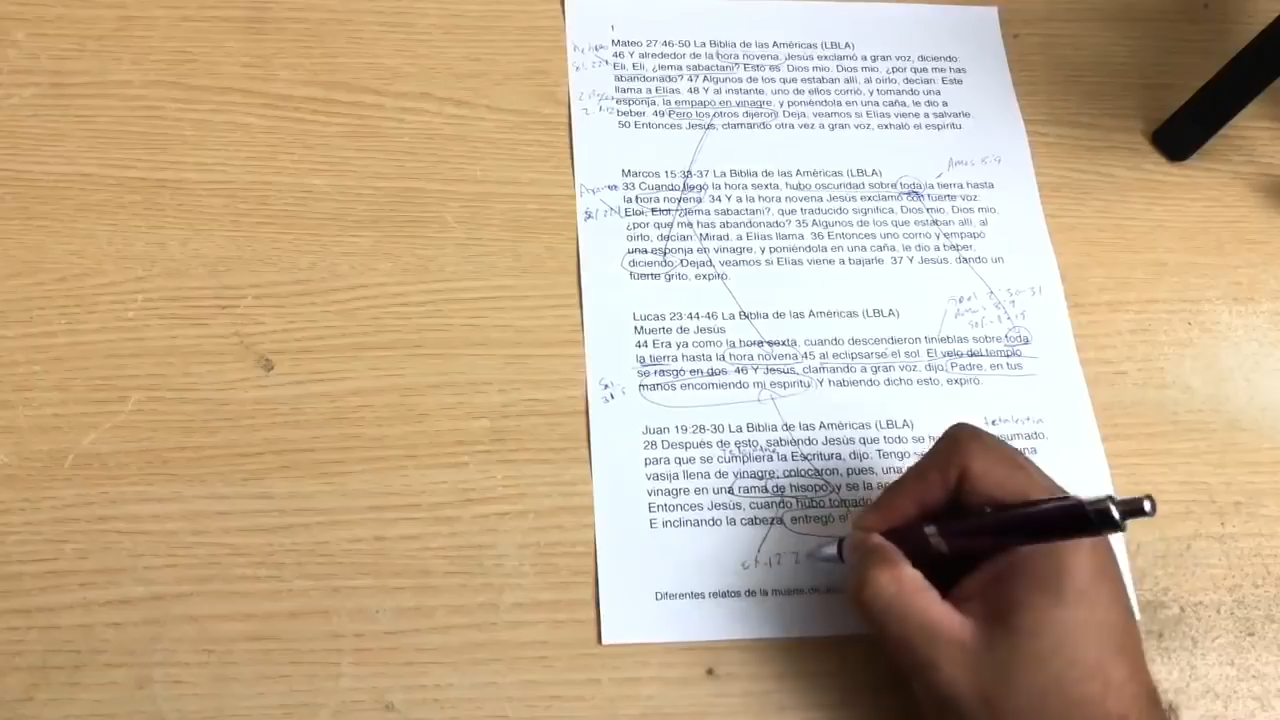 1
Mateo 27:46-50 La Biblia de las Américas (LBLA)
46 Y alrededor de la hora novena, Jesús exclamó a gran voz, diciendo:
Elí, Elí, ¿lema sabactani? Esto es: Dios mío, Dios mío, ¿por qué me has
abandonado? 47 Algunos de los que estaban allí, al oírlo, decían: Este
llama a Elías. 48 Y al instante, uno de ellos corrió, y tomando una
esponja, la empapó en vinagre, y poniéndola en una caña, le dio a
beber. 49 Pero los otros dijeron: Deja, veamos si Elías viene a salvarle.
50 Entonces Jesús, clamando otra vez a gran voz, exhaló el espíritu.
Amos 8:9
Marcos 15:33-37 La Biblia de las Américas (LBLA)
33 Cuando llegó la hora sexta, hubo oscuridad sobre toda la tierra hasta
la hora novena. 34 Y a la hora novena Jesús exclamó con fuerte voz:
Eloi, Eloi, ¿lema sabactani?, que traducido significa, Dios mío, Dios mío,
¿por qué me has abandonado? 35 Algunos de los que estaban allí, al
oírlo, decían: Mirad, a Elías llama. 36 Entonces uno corrió y empapó
una esponja en vinagre, y poniéndola en una caña, le dio a beber,
diciendo: Dejad, veamos si Elías viene a bajarle. 37 Y Jesús, dando un
fuerte grito, expiró.
Lucas 23:44-46 La Biblia de las Américas (LBLA)
Muerte de Jesús
44 Era ya como la hora sexta, cuando descendieron tinieblas sobre toda
la tierra hasta la hora novena 45 al eclipsarse el sol. El velo del templo
se rasgó en dos. 46 Y Jesús, clamando a gran voz, dijo: Padre, en tus
manos encomiendo mi espíritu. Y habiendo dicho esto, expiró.
Juan 19:28-30 La Biblia de las Américas (LBLA)
28 Después de esto, sabiendo Jesús que todo se
para que se cumpliera la Escritura, dijo: Tengo
vasija llena de vinagre; colocaron, pues, una
vinagre en una rama de hisopo, y se la
Entonces Jesús, cuando hubo tomado
E inclinando la cabeza, entregó
Diferentes relatos de la muerte de